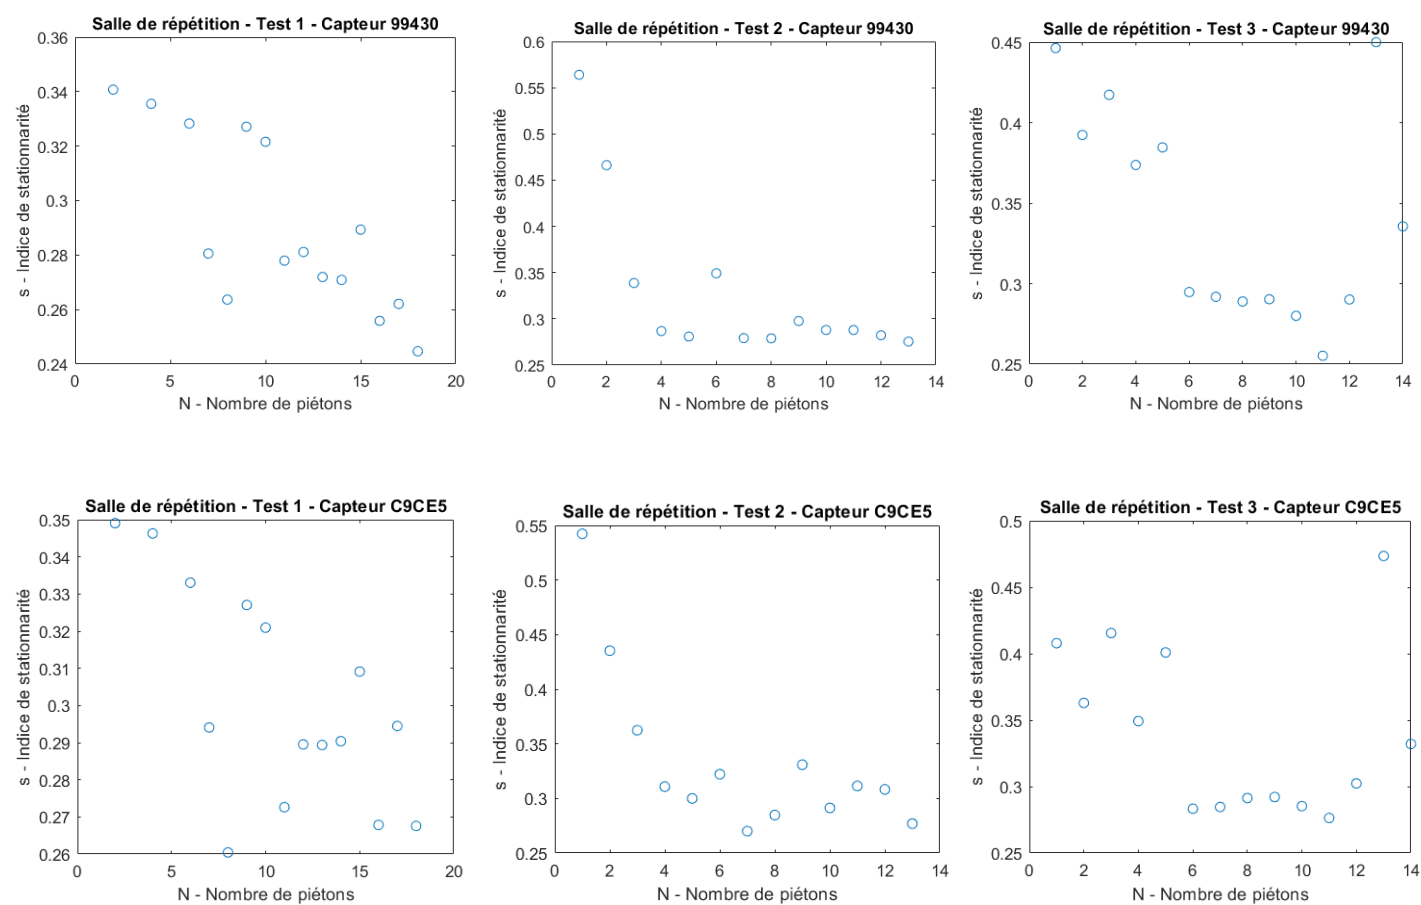 Salle de répétition - Test 1 - Capteur 99430
0.36
0.34
0.32
0.3
0.28
0.26
0.24
s - Indice de stationnarité
0 5 10 15 20
N - Nombre de piétons
Salle de répétition - Test 2 - Capteur 99430
0.6
0.55
0.5
0.45
0.4
0.35
0.3
0.25
s - Indice de stationnarité
0 2 4 6 8 10 12 14
N - Nombre de piétons
Salle de répétition - Test 3 - Capteur 99430
0.45
0.4
0.35
0.3
0.25
s - Indice de stationnarité
0 2 4 6 8 10 12 14
N - Nombre de piétons
Salle de répétition - Test 1 - Capteur C9CE5
0.35
0.34
0.33
0.32
0.31
0.3
0.29
0.28
0.27
0.26
s - Indice de stationnarité
0 5 10 15 20
N - Nombre de piétons
Salle de répétition - Test 2 - Capteur C9CE5
0.55
0.5
0.45
0.4
0.35
0.3
0.25
s - Indice de stationnarité
0 2 4 6 8 10 12 14
N - Nombre de piétons
Salle de répétition - Test 3 - Capteur C9CE5
0.5
0.45
0.4
0.35
0.3
0.25
s - Indice de stationnarité
0 2 4 6 8 10 12 14
N - Nombre de piétons